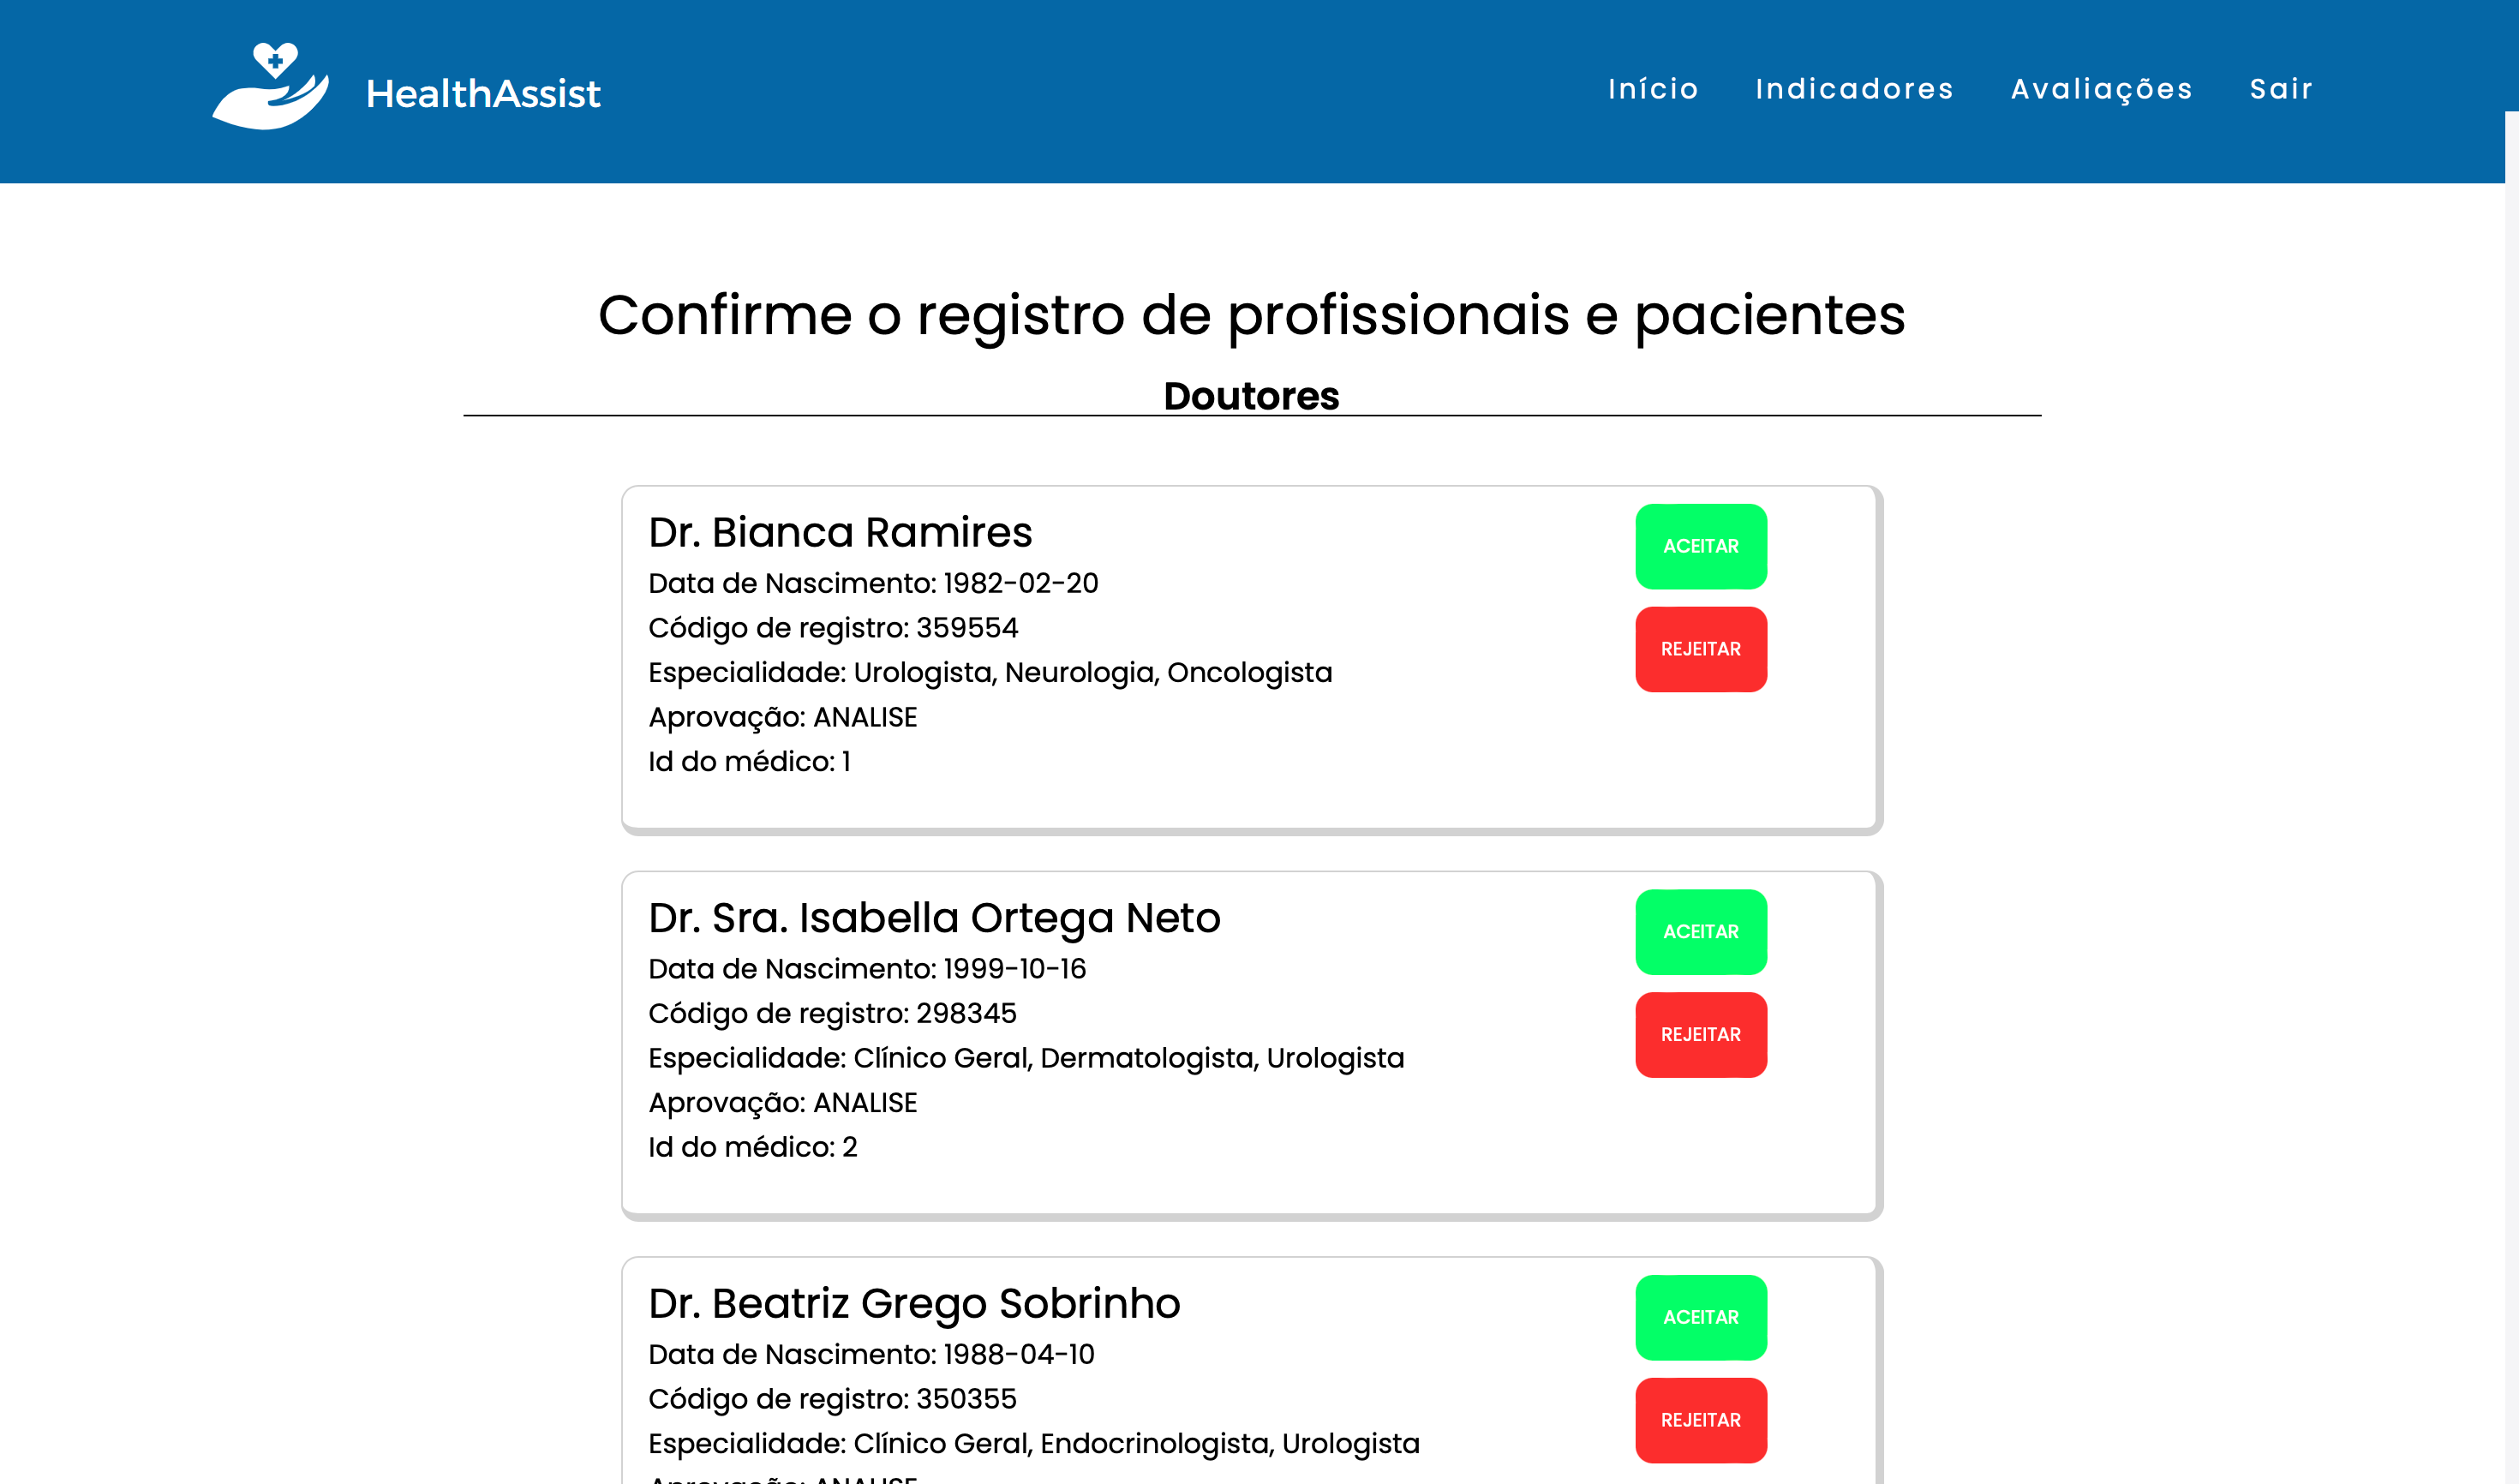 HealthAssist
Início Indicadores Avaliações Sair
Confirme o registro de profissionais e pacientes
Doutores
Dr. Bianca Ramires
ACEITAR
Data de Nascimento: 1982-02-20
Código de registro: 359554
REJEITAR
Especialidade: Urologista, Neurologia, Oncologista
Aprovação: ANALISE
Id do médico: 1
Dr. Sra. Isabella Ortega Neto
ACEITAR
Data de Nascimento: 1999-10-16
Código de registro: 298345
REJEITAR
Especialidade: Clínico Geral, Dermatologista, Urologista
Aprovação: ANALISE
Id do médico: 2
Dr. Beatriz Grego Sobrinho
ACEITAR
Data de Nascimento: 1988-04-10
Código de registro: 350355
REJEITAR
Especialidade: Clínico Geral, Endocrinologista, Urologista
Aprovação: ANALISE